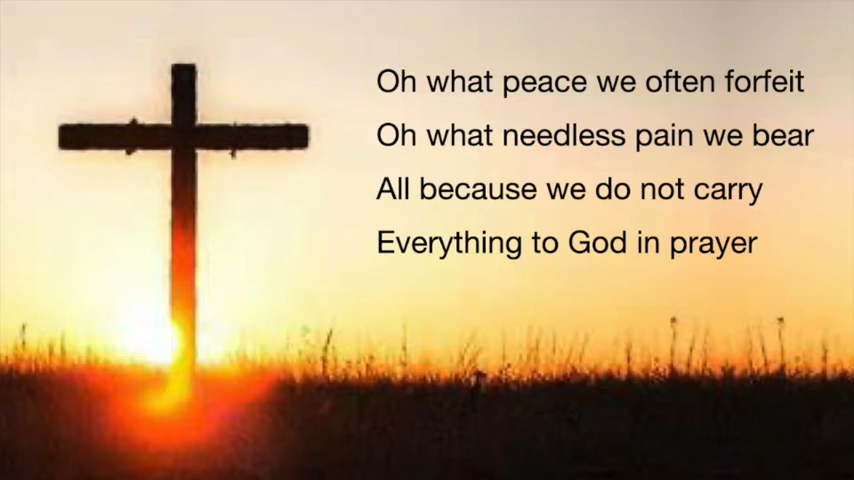 Oh what peace we often forfeit
Oh what needless pain we bear
All because we do not carry
Everything to God in prayer